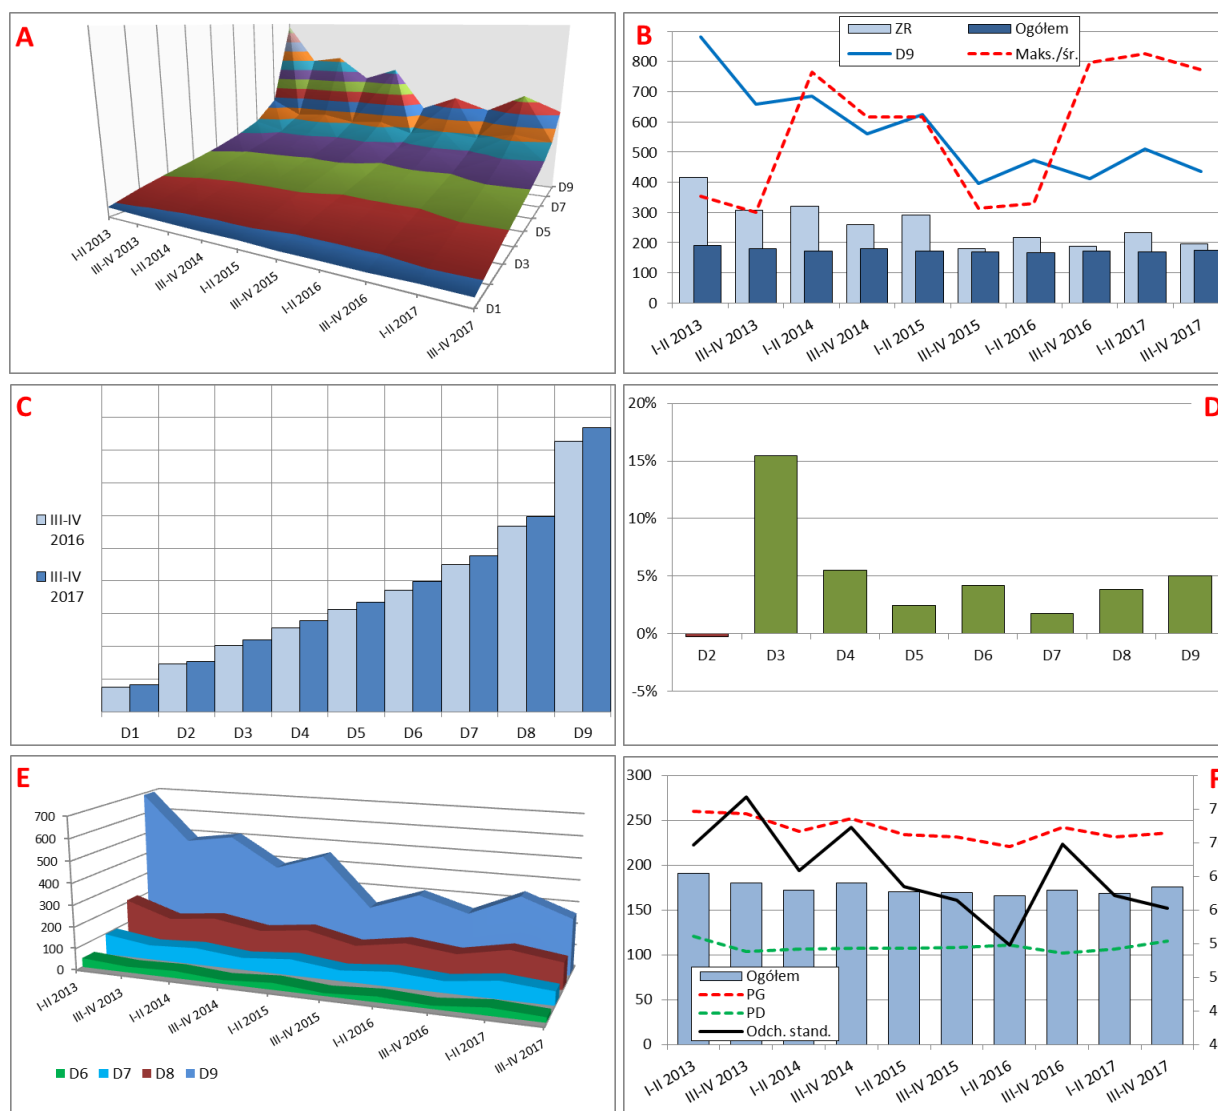 A
D9
D7
D5
D3
D1
I-II 2013
III-IV 2013
I-II 2014
III-IV 2014
I-II 2015
III-IV 2015
I-II 2016
III-IV 2016
I-II 2017
III-IV 2017
B
ZR
Ogółem
D9
Maks./śr.
800
700
600
500
400
300
200
100
0
I-II 2013
III-IV 2013
I-II 2014
III-IV 2014
I-II 2015
III-IV 2015
I-II 2016
III-IV 2016
I-II 2017
III-IV 2017
C
III-IV
2016
III-IV
2017
D1 D2 D3 D4 D5 D6 D7 D8 D9
D
20%
15%
10%
5%
0%
-5%
D2 D3 D4 D5 D6 D7 D8 D9
E
700
600
500
400
300
200
100
0
I-II 2013
III-IV 2013
I-II 2014
III-IV 2014
I-II 2015
III-IV 2015
I-II 2016
III-IV 2016
I-II 2017
III-IV 2017
D6 D7 D8 D9
F
300
250
200
150
100
50
0
7
7
6
6
5
5
4
4
Ogółem
PG
PD
Odch. stand.
I-II 2013
III-IV 2013
I-II 2014
III-IV 2014
I-II 2015
III-IV 2015
I-II 2016
III-IV 2016
I-II 2017
III-IV 2017